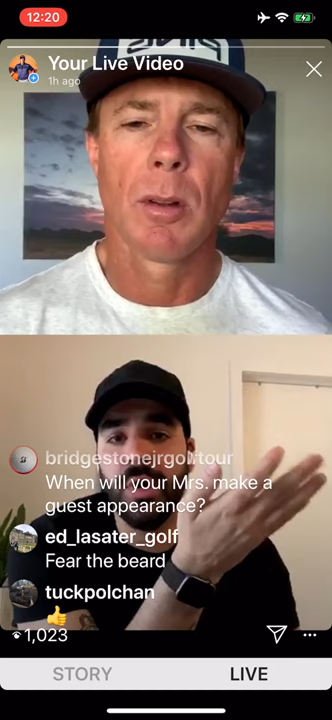 12:20
Your Live Video
1h ago
PING
bridgestonejrgolftour
When will your Mrs. make a
guest appearance?
ed_lasater_golf
Fear the beard
tuckpolchan
👍
1,023
STORY
LIVE